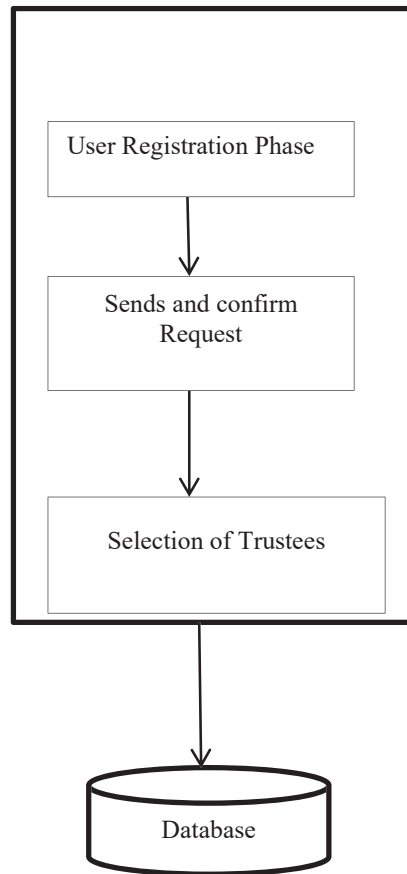 User Registration Phase
Sends and confirm
Request
Selection of Trustees
Database